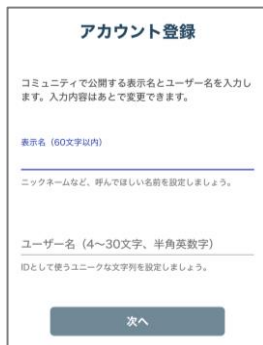 アカウント登録
コミュニティで公開する表示名とユーザー名を入力し
ます。入力内容はあとで変更できます。
表示名（60文字以内）
ニックネームなど、呼んでほしい名前を設定しましょう。
ユーザー名（4〜30文字、半角英数字）
IDとして使うユニークな文字列を設定しましょう。
次へ